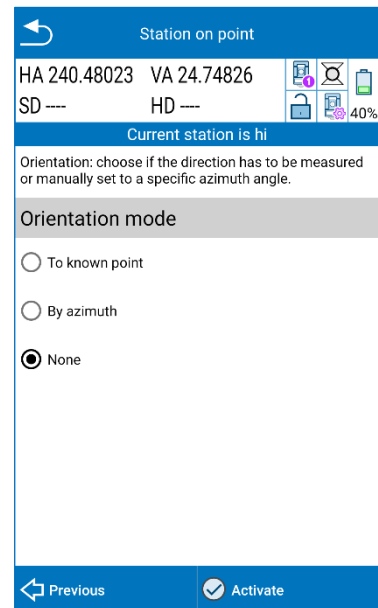 Station on point
HA 240.48023 VA 24.74826
SD ---- HD ----
1
40%
Current station is hi
Orientation: choose if the direction has to be measured
or manually set to a specific azimuth angle.
Orientation mode
To known point
By azimuth
None
Previous Activate